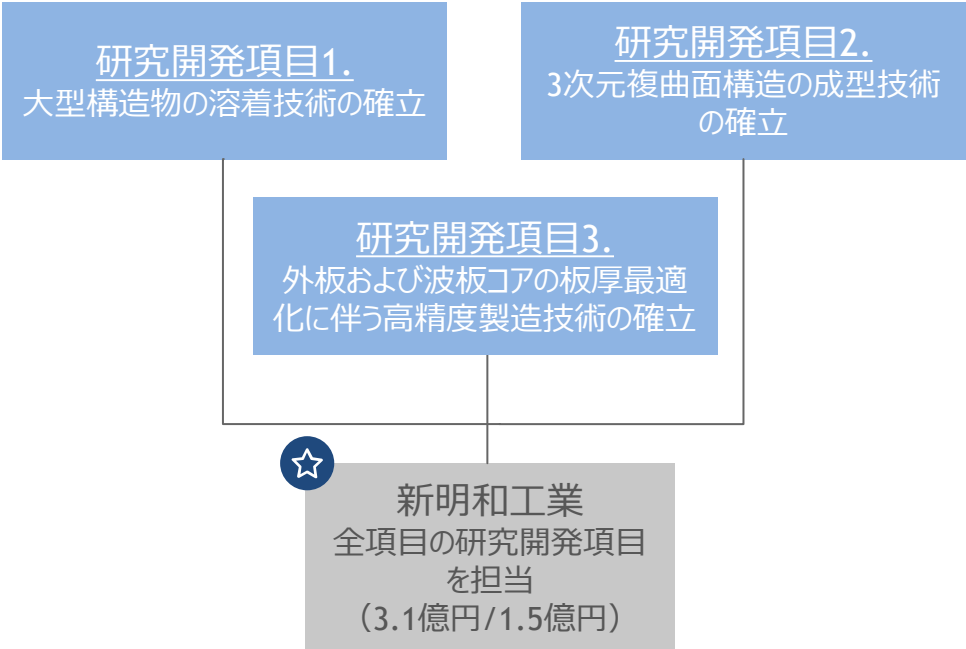 研究開発項目1.
大型構造物の溶着技術の確立
研究開発項目2.
3次元複曲面構造の成型技術
の確立
研究開発項目3.
外板および波板コアの板厚最適
化に伴う高精度製造技術の確立
新明和工業
全項目の研究開発項目
を担当
（3.1億円/1.5億円）